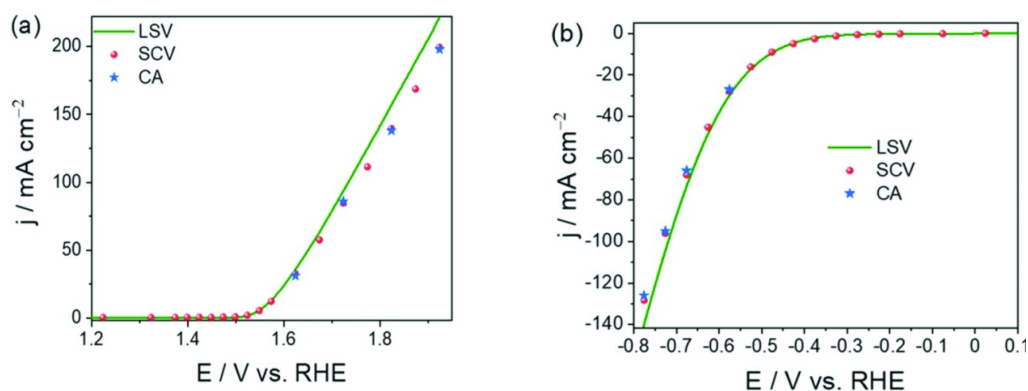 (a)
LSV
SCV
CA
200
150
100
50
0
j / mA cm⁻²
1.2 1.4 1.6 1.8
E / V vs. RHE
(b)
0
-20
-40
-60
-80
-100
-120
-140
j / mA cm⁻²
LSV
SCV
CA
-0.8 -0.7 -0.6 -0.5 -0.4 -0.3 -0.2 -0.1 0 0.1
E / V vs. RHE